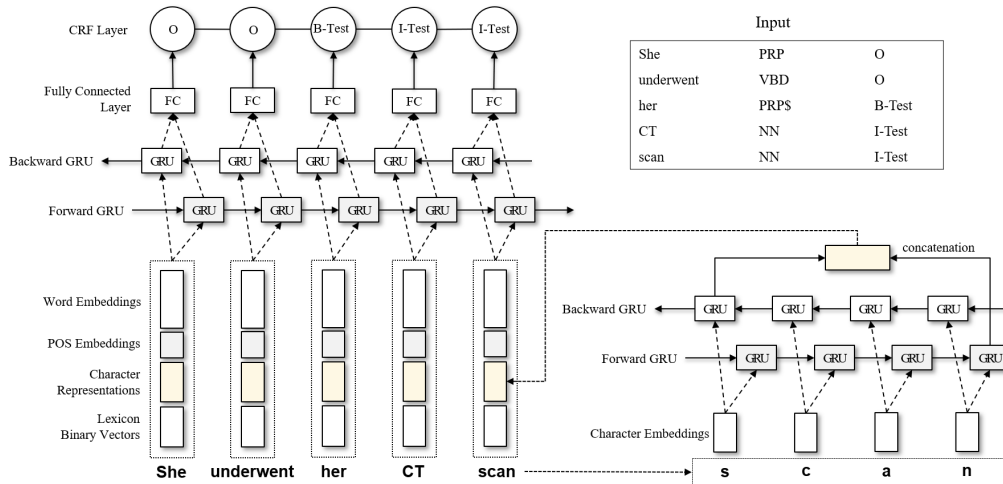 CRF Layer
O O B-Test I-Test I-Test
Fully Connected
Layer
FC FC FC FC FC
Backward GRU
GRU GRU GRU GRU GRU
Forward GRU
GRU GRU GRU GRU GRU
Word Embeddings
POS Embeddings
Character
Representations
Lexicon
Binary Vectors
She underwent her CT scan
Input
She PRP O
underwent VBD O
her PRP$ B-Test
CT NN I-Test
scan NN I-Test
concatenation
Backward GRU
GRU GRU GRU GRU
Forward GRU
GRU GRU GRU GRU
Character Embeddings
s c a n